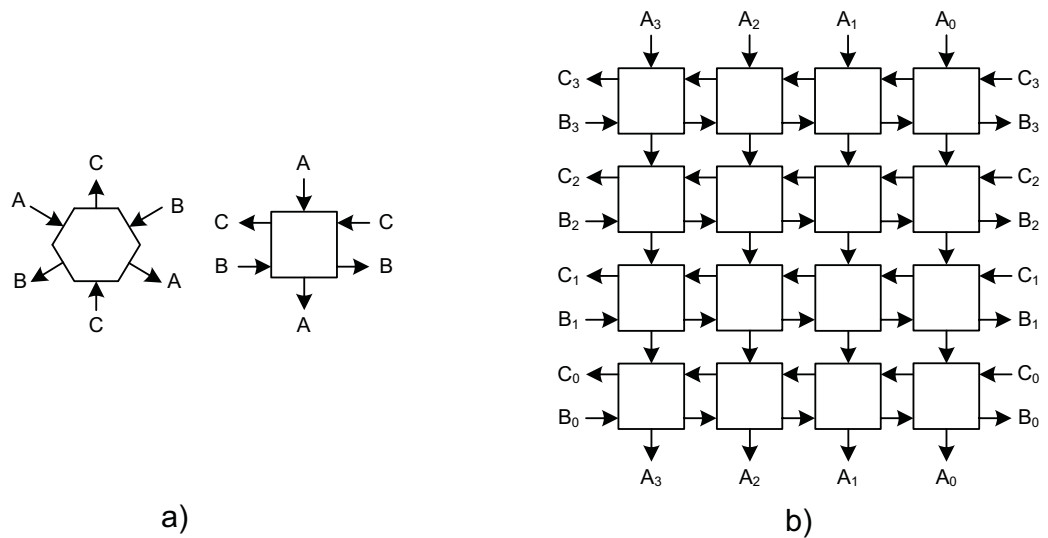 A₃ A₂ A₁ A₀
C₃ C₃
B₃ B₃
C A
A B C₂ C₂
C C B₂ B₂
B B
B A C₁ C₁
C A B₁ B₁
C₀ C₀
B₀ B₀
A₃ A₂ A₁ A₀
a) b)